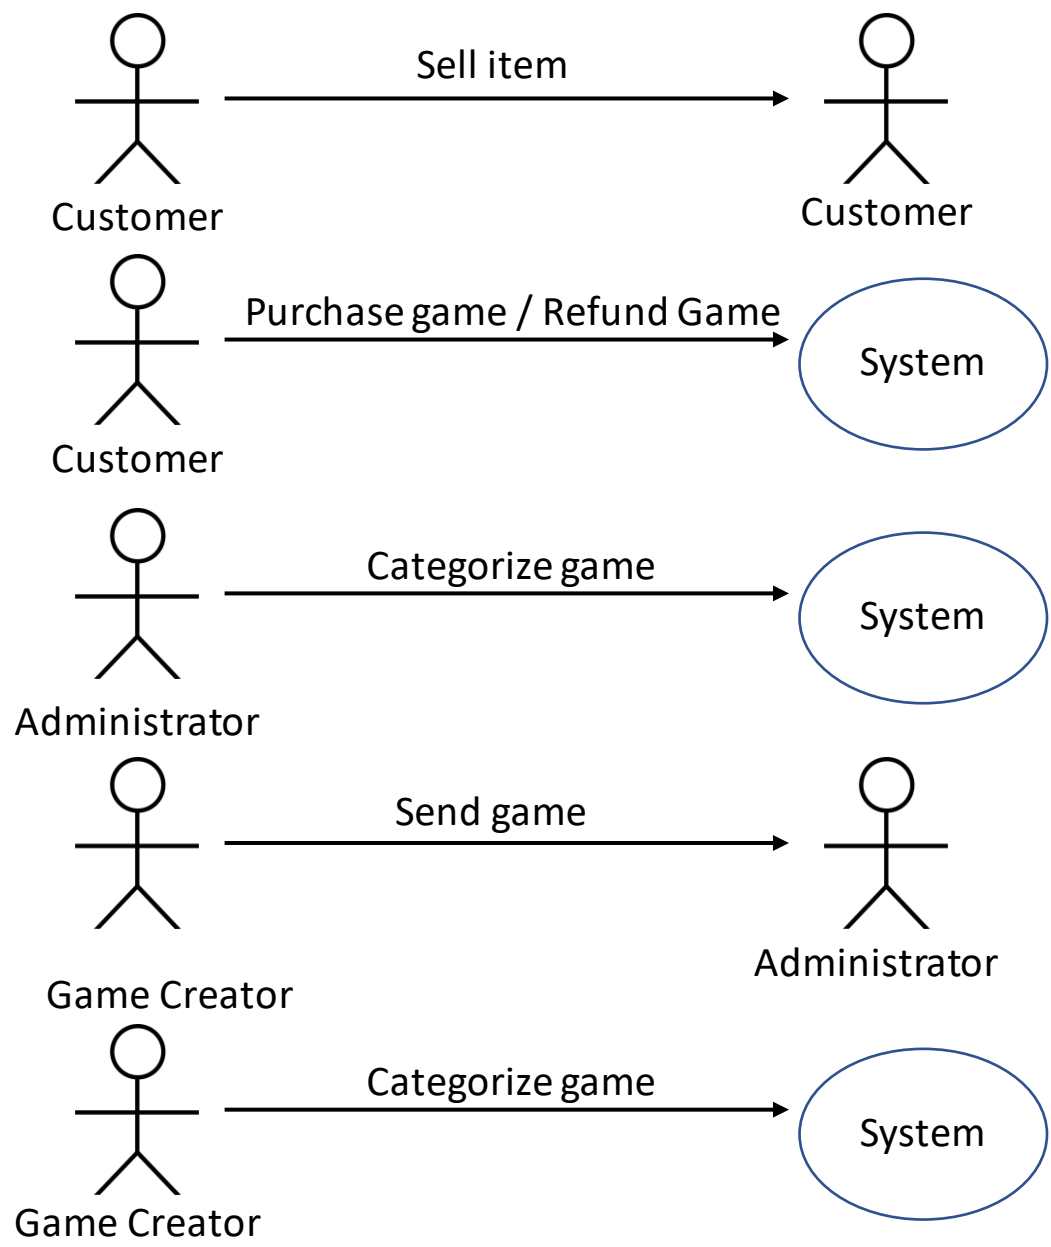 Sell item
Customer
Customer
Purchase game / Refund Game
System
Customer
Categorize game
System
Administrator
Send game
Administrator
Game Creator
Categorize game
System
Game Creator